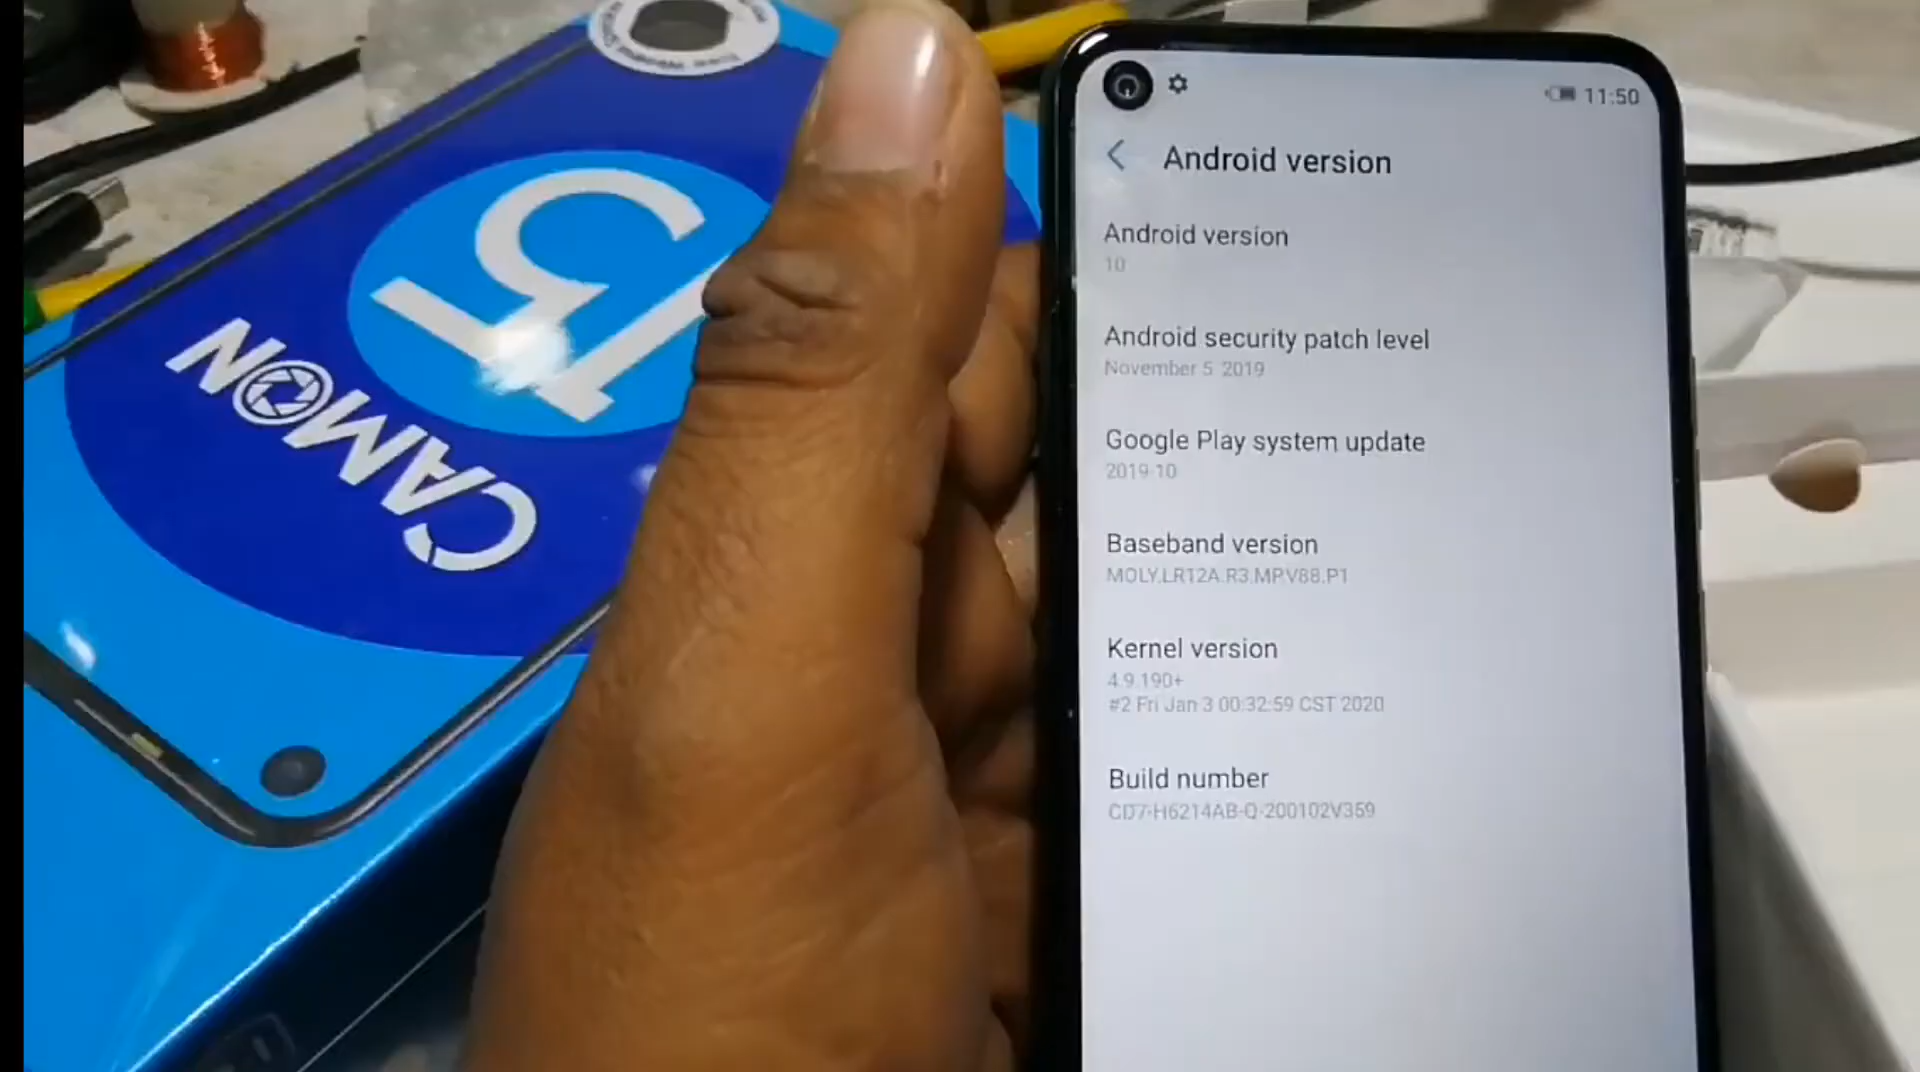 CAMON
15
11:50
Android version
Android version
10
Android security patch level
November 5 2019
Google Play system update
2019-10
Baseband version
MOLY.LR12A.R3.MP.V88.P1
Kernel version
4.9.190+
#2 Fri Jan 3 00:32:59 CST 2020
Build number
CD7-H6214AB-Q-200102V359